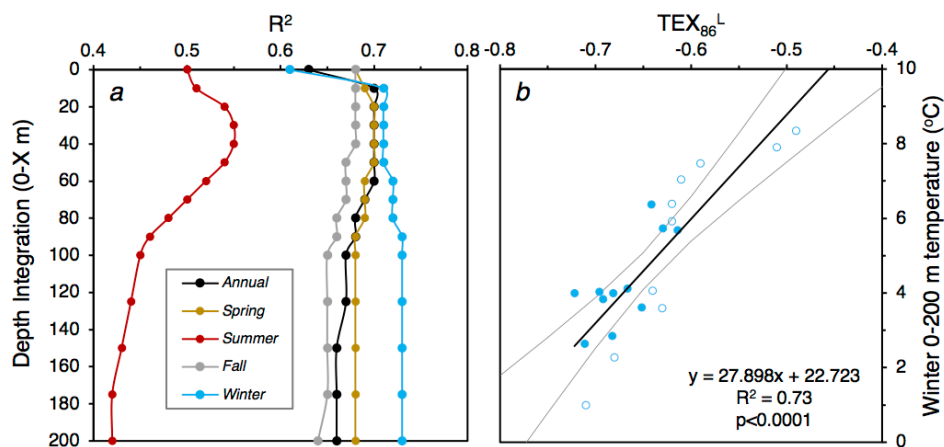 R²
0.4 0.5 0.6 0.7 0.8
Depth Integration (0-X m)
0
20
40
60
80
100
120
140
160
180
200
a
Annual
Spring
Summer
Fall
Winter
TEX₈₆ᴸ
-0.8 -0.7 -0.6 -0.5 -0.4
b
10
8
6
4
2
0
Winter 0-200 m temperature (ºC)
y = 27.898x + 22.723
R² = 0.73
p<0.0001